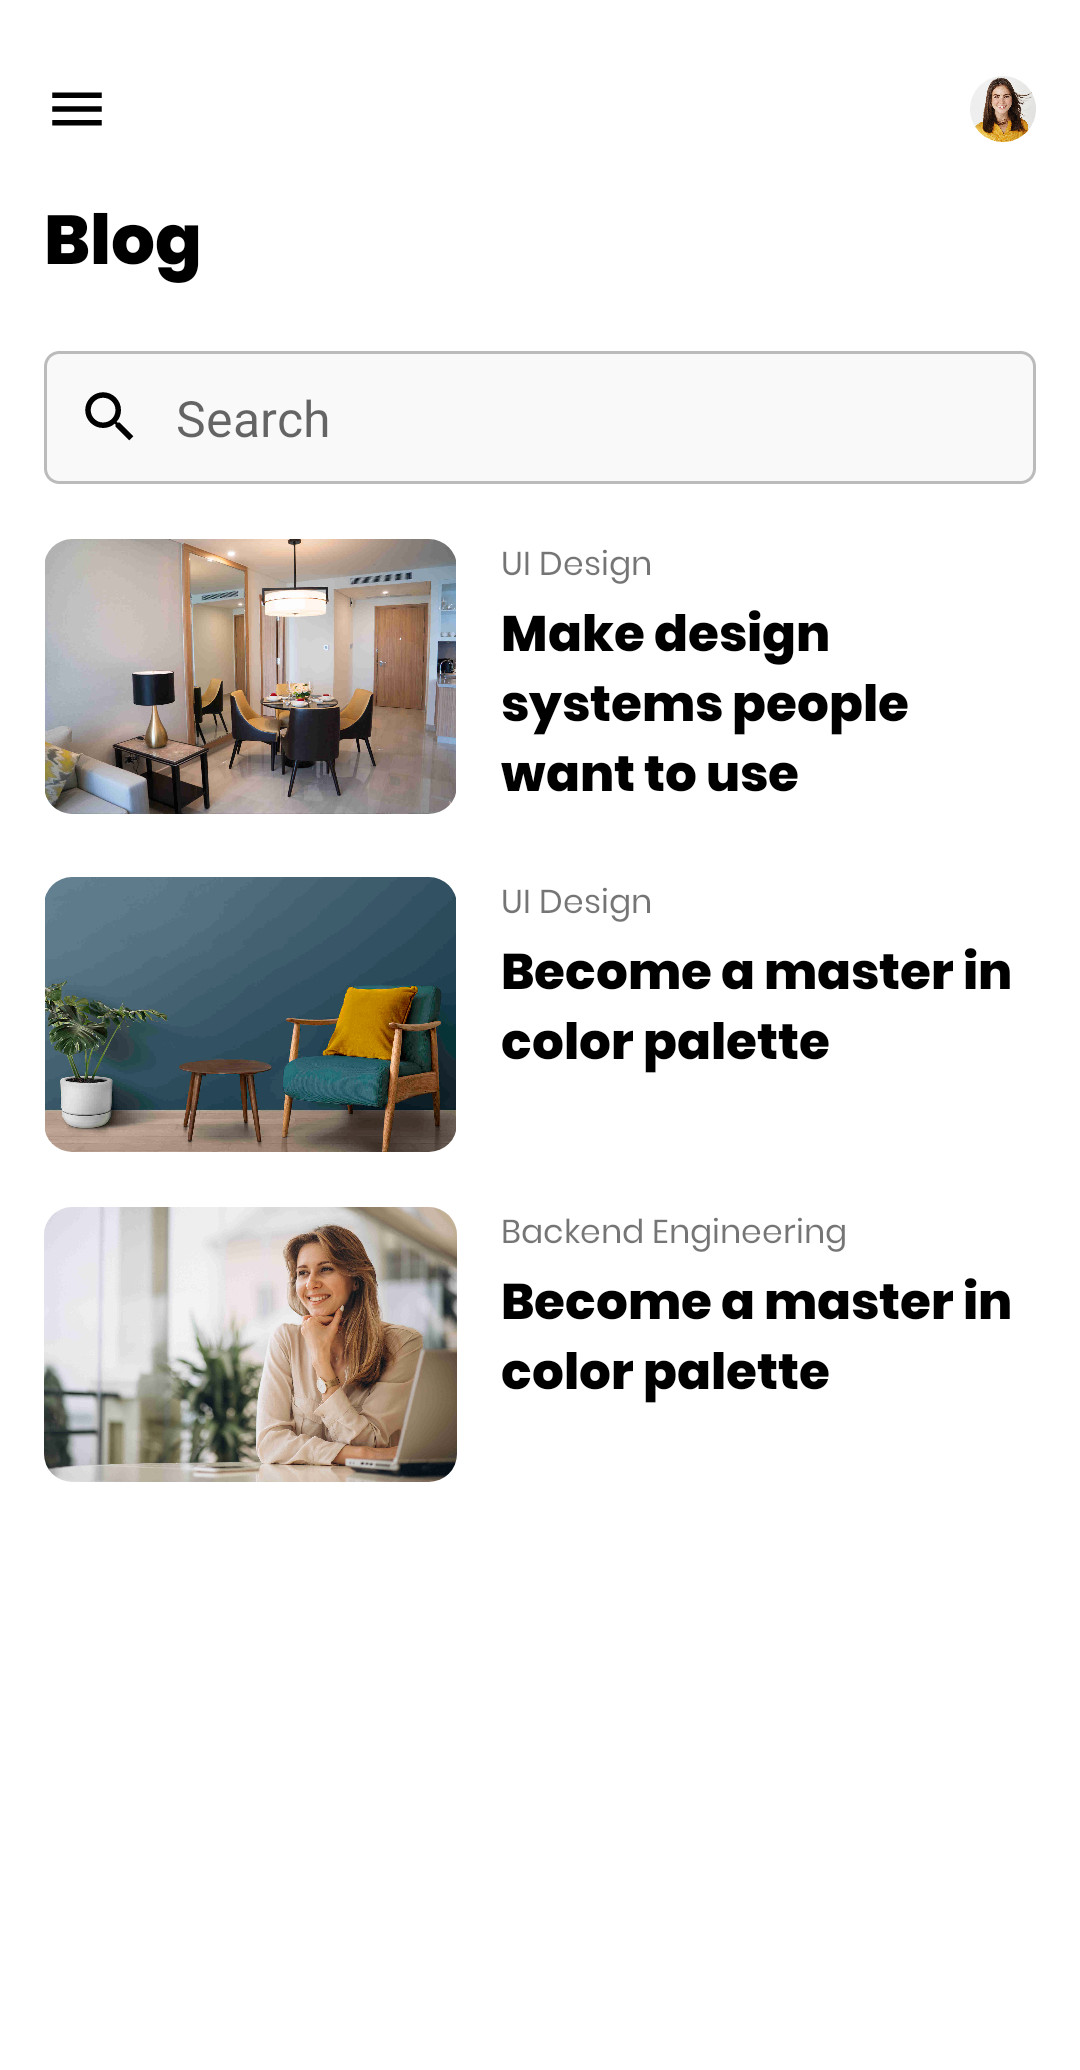 Blog
Search
UI Design
Make design
systems people
want to use
UI Design
Become a master in
color palette
Backend Engineering
Become a master in
color palette